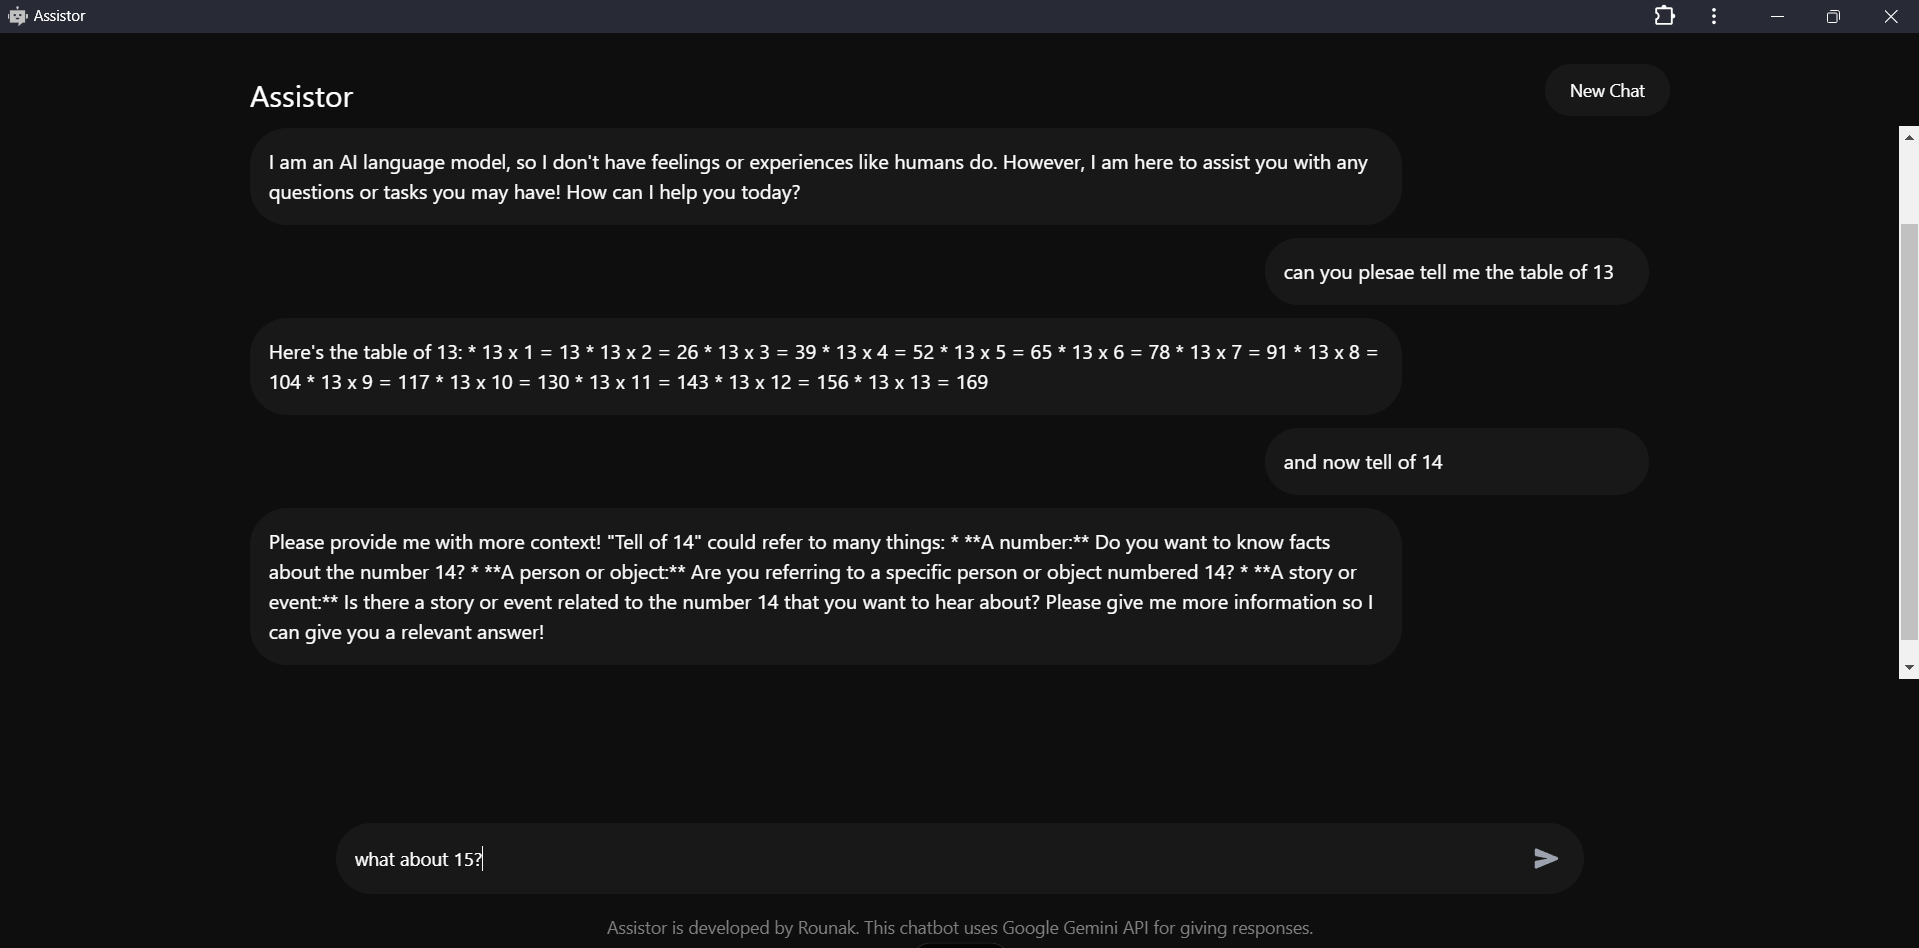 Assistor
Assistor
New Chat
I am an AI language model, so I don't have feelings or experiences like humans do. However, I am here to assist you with any
questions or tasks you may have! How can I help you today?
can you plesae tell me the table of 13
Here's the table of 13: * 13 x 1 = 13 * 13 x 2 = 26 * 13 x 3 = 39 * 13 x 4 = 52 * 13 x 5 = 65 * 13 x 6 = 78 * 13 x 7 = 91 * 13 x 8 =
104 * 13 x 9 = 117 * 13 x 10 = 130 * 13 x 11 = 143 * 13 x 12 = 156 * 13 x 13 = 169
and now tell of 14
Please provide me with more context! "Tell of 14" could refer to many things: * **A number:** Do you want to know facts
about the number 14? * **A person or object:** Are you referring to a specific person or object numbered 14? * **A story or
event:** Is there a story or event related to the number 14 that you want to hear about? Please give me more information so I
can give you a relevant answer!
what about 15?
Assistor is developed by Rounak. This chatbot uses Google Gemini API for giving responses.